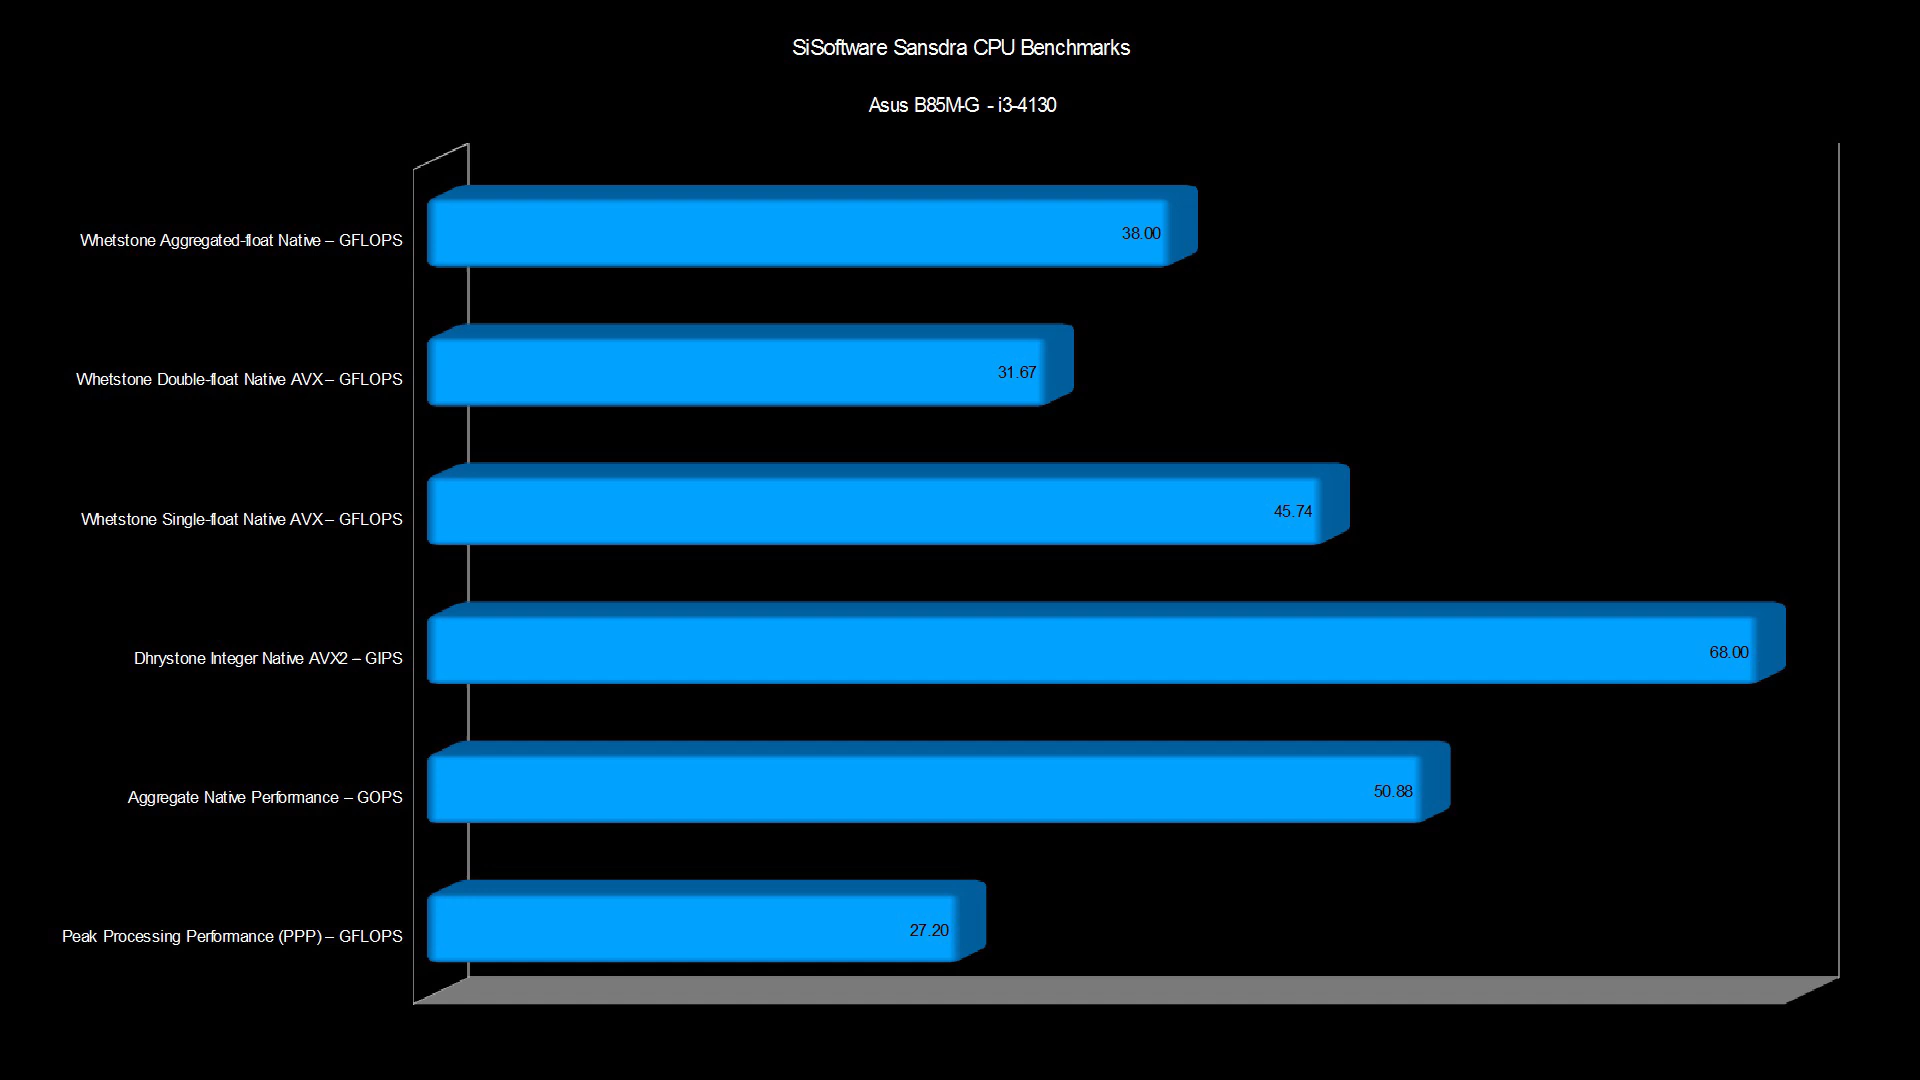 SiSoftware Sansdra CPU Benchmarks
Asus B85M-G - i3-4130
Whetstone Aggregated-float Native – GFLOPS
38.00
Whetstone Double-float Native AVX – GFLOPS
31.67
Whetstone Single-float Native AVX – GFLOPS
45.74
Dhrystone Integer Native AVX2 – GIPS
68.00
Aggregate Native Performance – GOPS
50.88
Peak Processing Performance (PPP) – GFLOPS
27.20